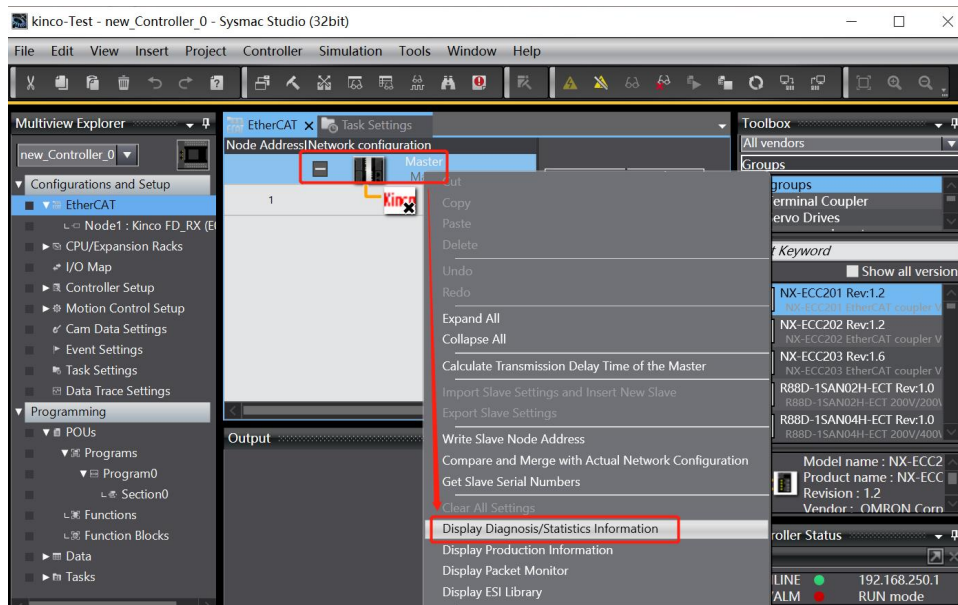 kinco-Test - new_Controller_0 - Sysmac Studio (32bit)
File Edit View Insert Project Controller Simulation Tools Window Help
Multiview Explorer
new_Controller_0
Configurations and Setup
EtherCAT
Node1 : Kinco FD_RX (E
CPU/Expansion Racks
I/O Map
Controller Setup
Motion Control Setup
Cam Data Settings
Event Settings
Task Settings
Data Trace Settings
Programming
POUs
Programs
Program0
Section0
Functions
Function Blocks
Data
Tasks
EtherCAT Task Settings
Node Address|Network configuration
Master
Ma
1
Kinco
Output
Cut
Copy
Paste
Delete
Undo
Redo
Expand All
Collapse All
Calculate Transmission Delay Time of the Master
Import Slave Settings and Insert New Slave
Export Slave Settings
Write Slave Node Address
Compare and Merge with Actual Network Configuration
Get Slave Serial Numbers
Clear All Settings
Display Diagnosis/Statistics Information
Display Production Information
Display Packet Monitor
Display ESI Library
Toolbox
All vendors
Groups
groups
erminal Coupler
ervo Drives
t Keyword
Show all version
NX-ECC201 Rev:1.2
NX-ECC201 EtherCAT coupler V
NX-ECC202 Rev:1.2
NX-ECC202 EtherCAT coupler V
NX-ECC203 Rev:1.6
NX-ECC203 EtherCAT coupler V
R88D-1SAN02H-ECT Rev:1.0
R88D-1SAN02H-ECT 200V/200\
R88D-1SAN04H-ECT Rev:1.0
R88D-1SAN04H-ECT 200V/400\
Model name : NX-ECC2
Product name : NX-ECC
Revision : 1.2
Vendor : OMRON Corp
roller Status
LINE 192.168.250.1
/ALM RUN mode